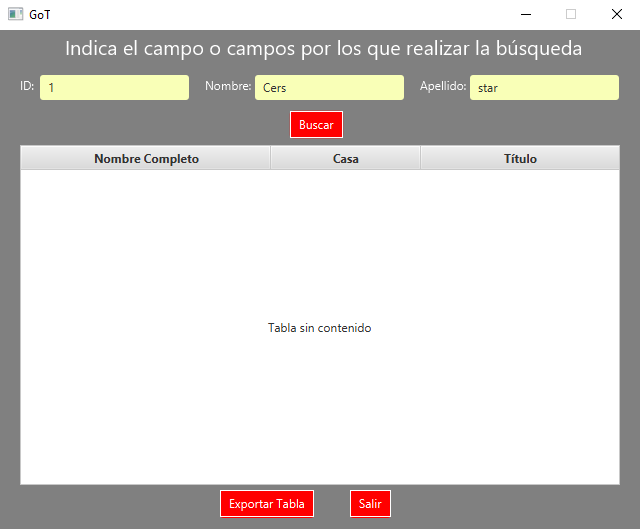 GoT
Indica el campo o campos por los que realizar la búsqueda
ID: 1 Nombre: Cers Apellido: star
Buscar
Nombre Completo Casa Título
Tabla sin contenido
Exportar Tabla Salir